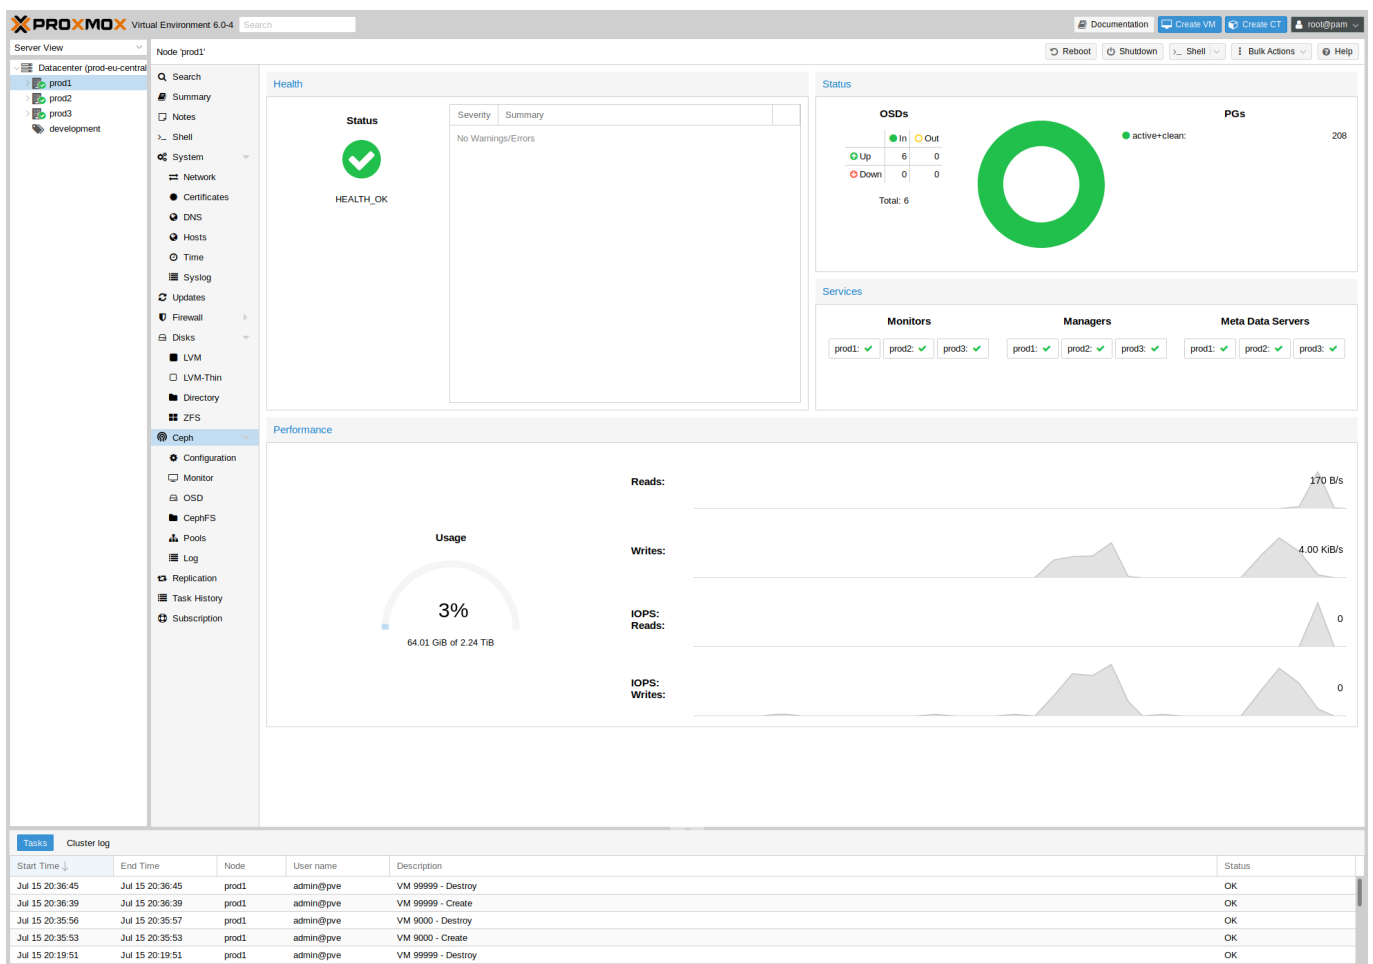 PROXMOX Virtual Environment 6.0-4 Search Documentation Create VM Create CT root@pam
Server View
Datacenter (prod-eu-central
prod1
prod2
prod3
development
Node 'prod1' Reboot Shutdown Shell Bulk Actions Help
Search
Summary
Notes
Shell
System
Network
Certificates
DNS
Hosts
Time
Syslog
Updates
Firewall
Disks
LVM
LVM-Thin
Directory
ZFS
Ceph
Configuration
Monitor
OSD
CephFS
Pools
Log
Replication
Task History
Subscription
Health
Status
HEALTH_OK
Severity Summary
No Warnings/Errors
Status
OSDs
In Out
Up 6 0
Down 0 0
Total: 6
PGs
active+clean: 208
Services
Monitors Managers Meta Data Servers
prod1: prod2: prod3: prod1: prod2: prod3: prod1: prod2: prod3:
Performance
Usage
3%
64.01 GiB of 2.24 TiB
Reads: 170 B/s
Writes: 4.00 KiB/s
IOPS:
Reads: 0
IOPS:
Writes: 0
Tasks Cluster log
Start Time End Time Node User name Description Status
Jul 15 20:36:45 Jul 15 20:36:45 prod1 admin@pve VM 99999 - Destroy OK
Jul 15 20:36:39 Jul 15 20:36:39 prod1 admin@pve VM 99999 - Create OK
Jul 15 20:35:56 Jul 15 20:35:57 prod1 admin@pve VM 9000 - Destroy OK
Jul 15 20:35:53 Jul 15 20:35:53 prod1 admin@pve VM 9000 - Create OK
Jul 15 20:19:51 Jul 15 20:19:51 prod1 admin@pve VM 99999 - Destroy OK